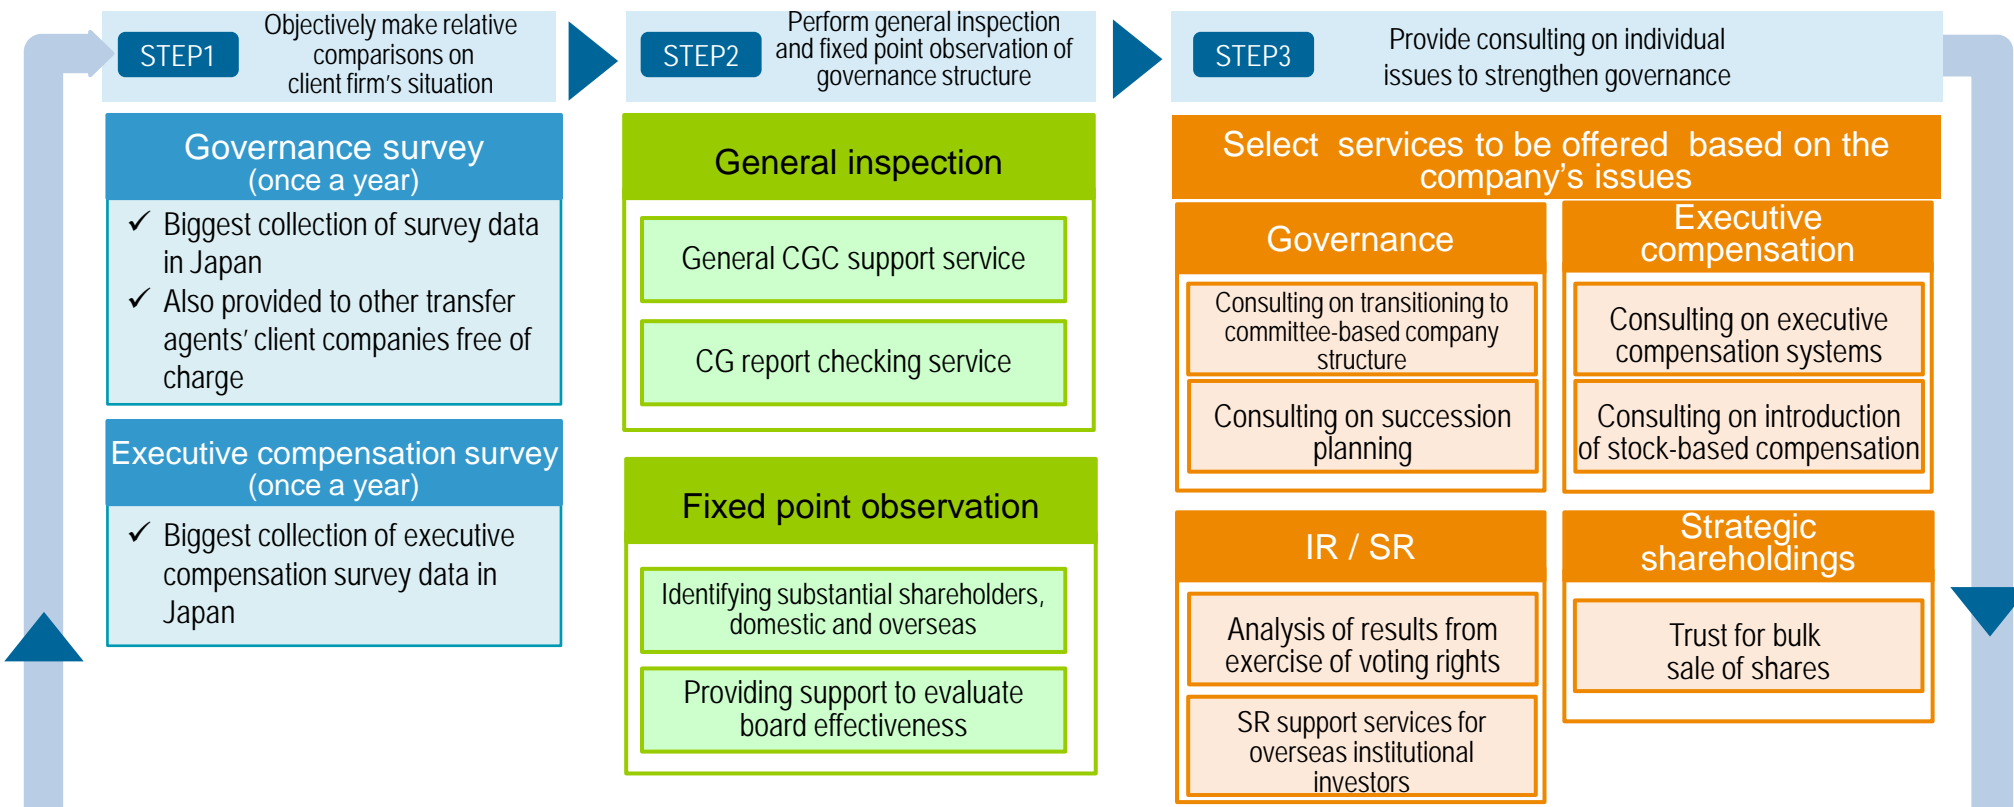 STEP1
Objectively make relative
comparisons on
client firm's situation
STEP2
Perform general inspection
and fixed point observation of
governance structure
STEP3
Provide consulting on individual
issues to strengthen governance
Governance survey
(once a year)
✓ Biggest collection of survey data
in Japan
✓ Also provided to other transfer
agents' client companies free of
charge
Executive compensation survey
(once a year)
✓ Biggest collection of executive
compensation survey data in
Japan
General inspection
General CGC support service
CG report checking service
Fixed point observation
Identifying substantial shareholders,
domestic and overseas
Providing support to evaluate
board effectiveness
Select services to be offered based on the
company's issues
Governance
Consulting on transitioning to
committee-based company
structure
Consulting on succession
planning
Executive
compensation
Consulting on executive
compensation systems
Consulting on introduction
of stock-based compensation
IR / SR
Analysis of results from
exercise of voting rights
SR support services for
overseas institutional
investors
Strategic
shareholdings
Trust for bulk
sale of shares